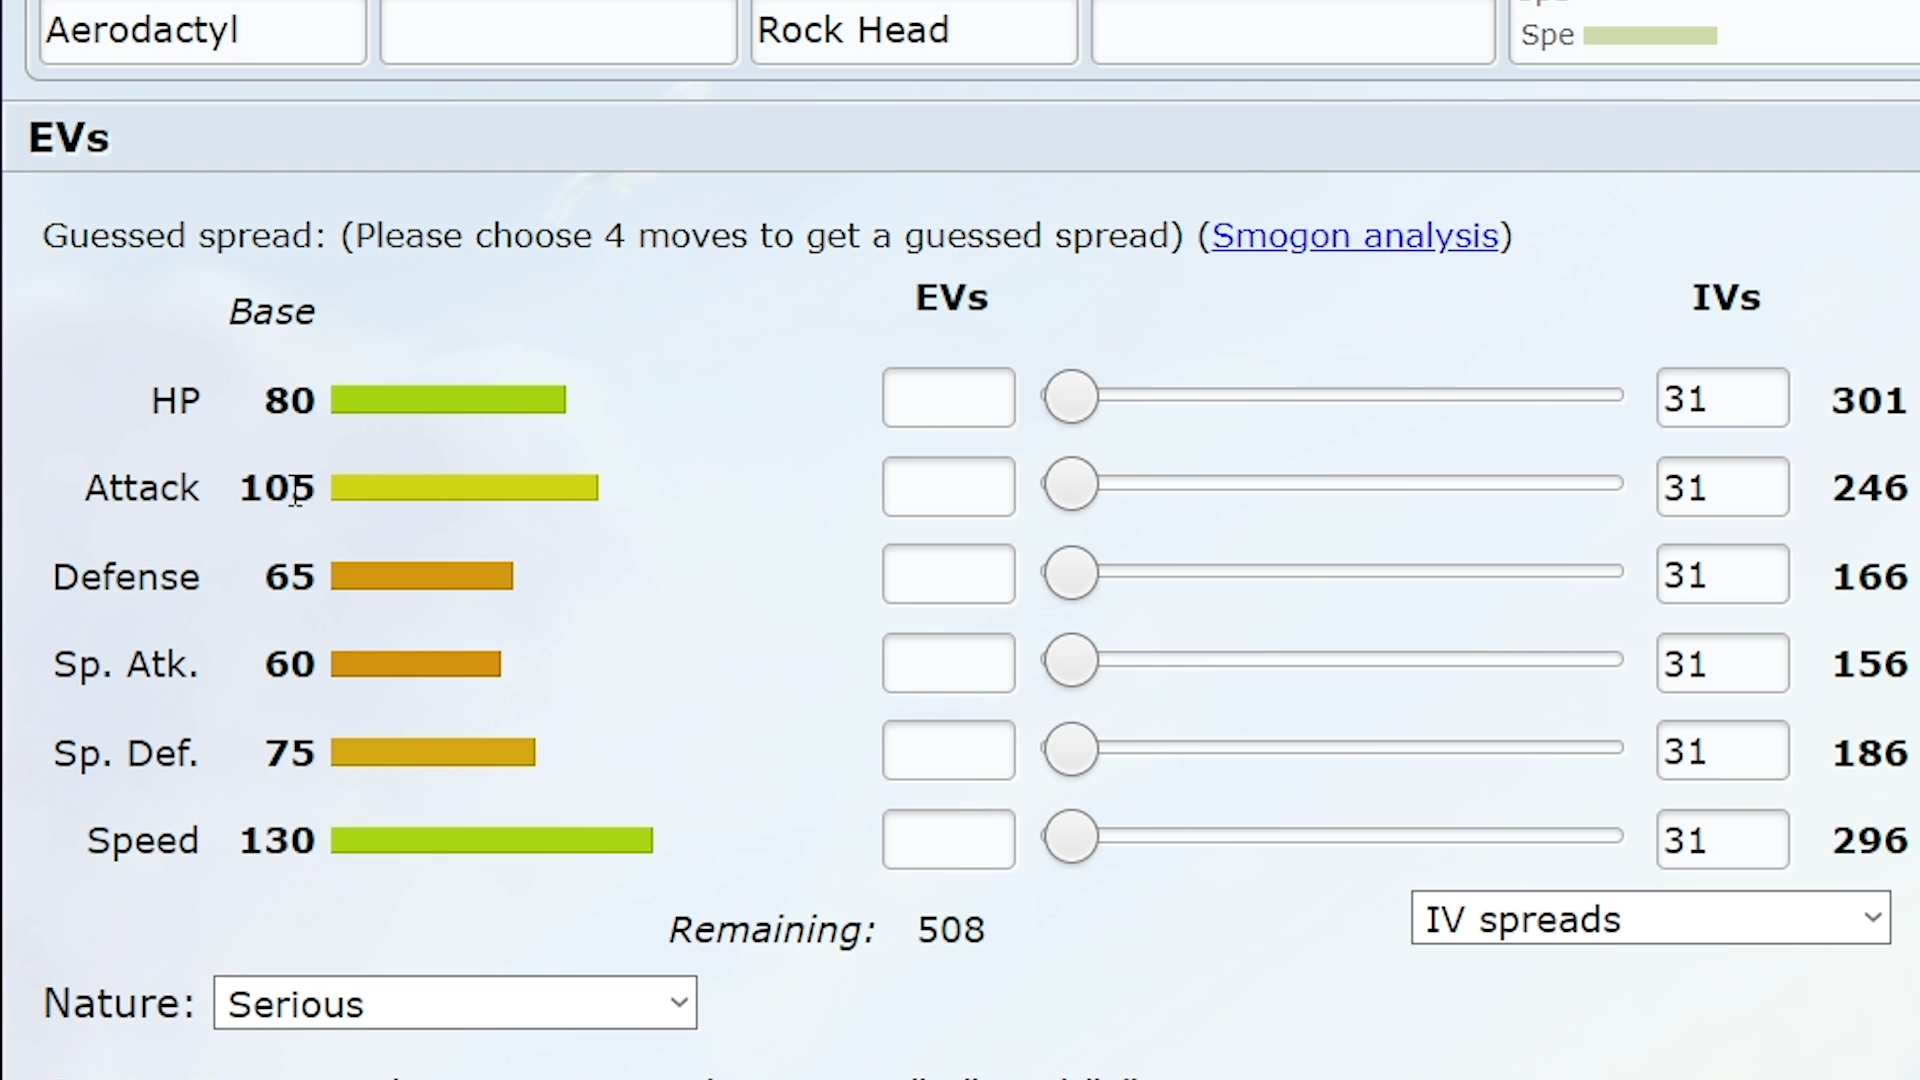 Aerodactyl Rock Head
Spe
EVs
Guessed spread: (Please choose 4 moves to get a guessed spread) (Smogon analysis)
Base EVs IVs
HP 80 31 301
Attack 105 31 246
Defense 65 31 166
Sp. Atk. 60 31 156
Sp. Def. 75 31 186
Speed 130 31 296
Remaining: 508 IV spreads
Nature: Serious